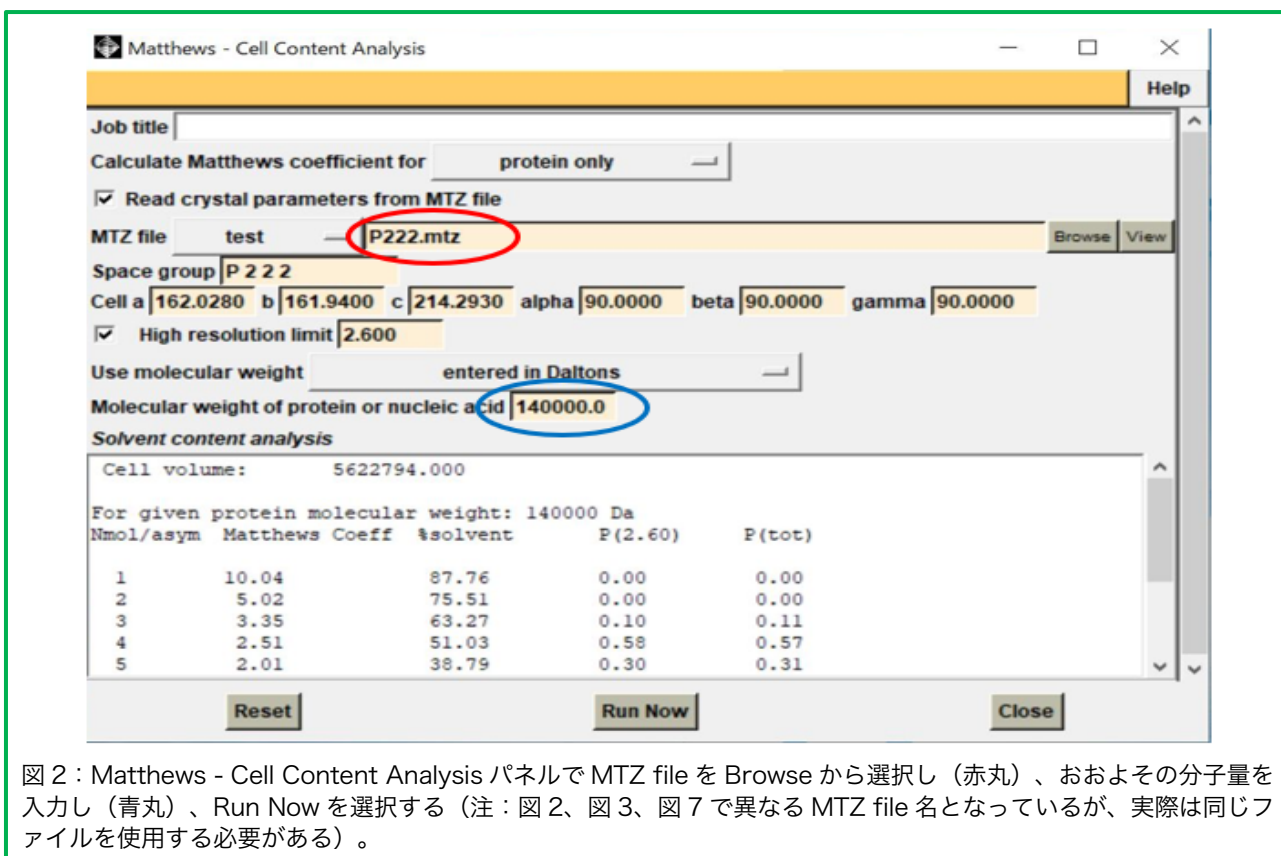 Matthews - Cell Content Analysis
Help
Job title
Calculate Matthews coefficient for protein only
Read crystal parameters from MTZ file
MTZ file test P222.mtz Browse View
Space group P 2 2 2
Cell a 162.0280 b 161.9400 c 214.2930 alpha 90.0000 beta 90.0000 gamma 90.0000
High resolution limit 2.600
Use molecular weight entered in Daltons
Molecular weight of protein or nucleic acid 140000.0
Solvent content analysis
Cell volume: 5622794.000
For given protein molecular weight: 140000 Da
Nmol/asym Matthews Coeff %solvent P(2.60) P(tot)
1 10.04 87.76 0.00 0.00
2 5.02 75.51 0.00 0.00
3 3.35 63.27 0.10 0.11
4 2.51 51.03 0.58 0.57
5 2.01 38.79 0.30 0.31
Reset Run Now Close
図 2：Matthews - Cell Content Analysis パネルで MTZ file を Browse から選択し（赤丸）、おおよその分子量を
入力し（青丸）、Run Now を選択する（注：図 2、図 3、図 7 で異なる MTZ file 名となっているが、実際は同じフ
ァイルを使用する必要がある）。